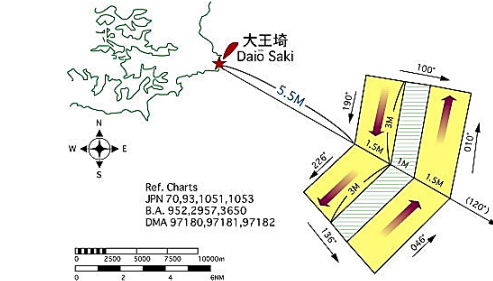 大王埼
Daiō Saki
5.5M
100°
190°
3M
010°
1.5M
1M
1.5M
226°
3M
(120°)
136°
046°
N
W E
S
Ref. Charts
JPN 70,93,1051,1053
B.A. 952,2957,3650
DMA 97180,97181,97182
0 2500 5000 7500 10000m
0 2 4 6NM